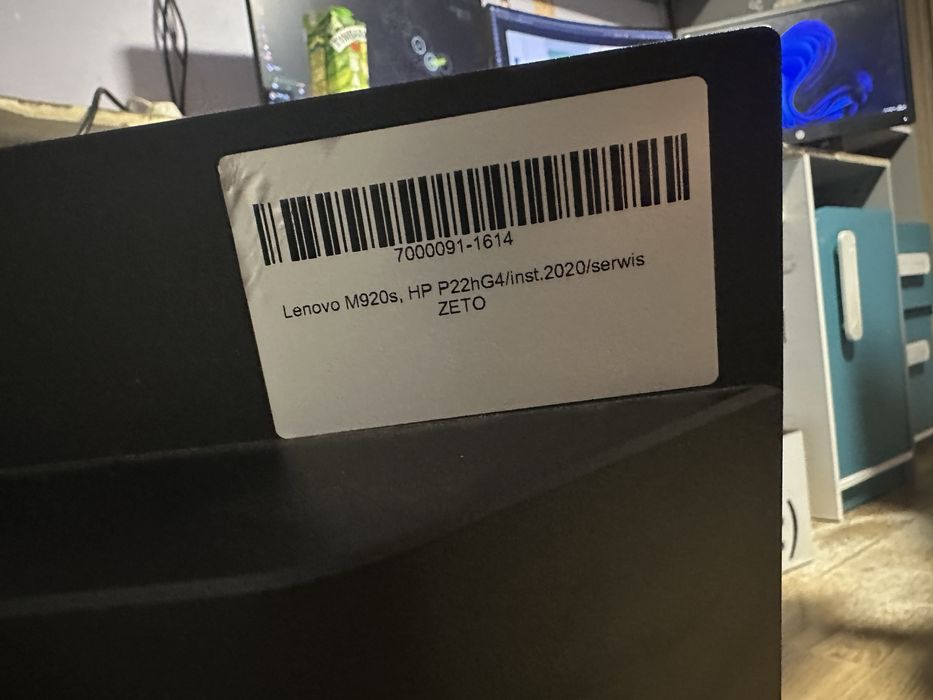 7000091-1614
Lenovo M920s, HP P22hG4/inst.2020/serwis
ZETO